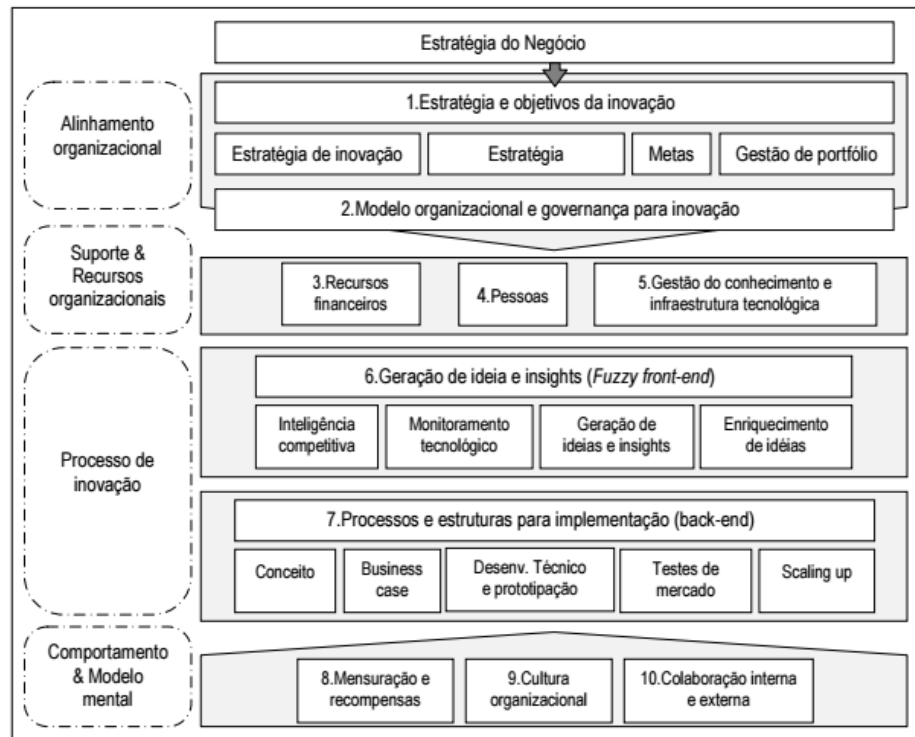 Estratégia do Negócio
Alinhamento
organizacional
1.Estratégia e objetivos da inovação
Estratégia de inovação
Estratégia
Metas
Gestão de portfólio
2.Modelo organizacional e governança para inovação
Suporte &
Recursos
organizacionais
3.Recursos
financeiros
4.Pessoas
5.Gestão do conhecimento e
infraestrutura tecnológica
Processo de
inovação
6.Geração de ideia e insights (Fuzzy front-end)
Inteligência
competitiva
Monitoramento
tecnológico
Geração de
ideias e insights
Enriquecimento
de idéias
7.Processos e estruturas para implementação (back-end)
Conceito
Business
case
Desenv. Técnico
e prototipação
Testes de
mercado
Scaling up
Comportamento
& Modelo
mental
8.Mensuração e
recompensas
9.Cultura
organizacional
10.Colaboração interna
e externa